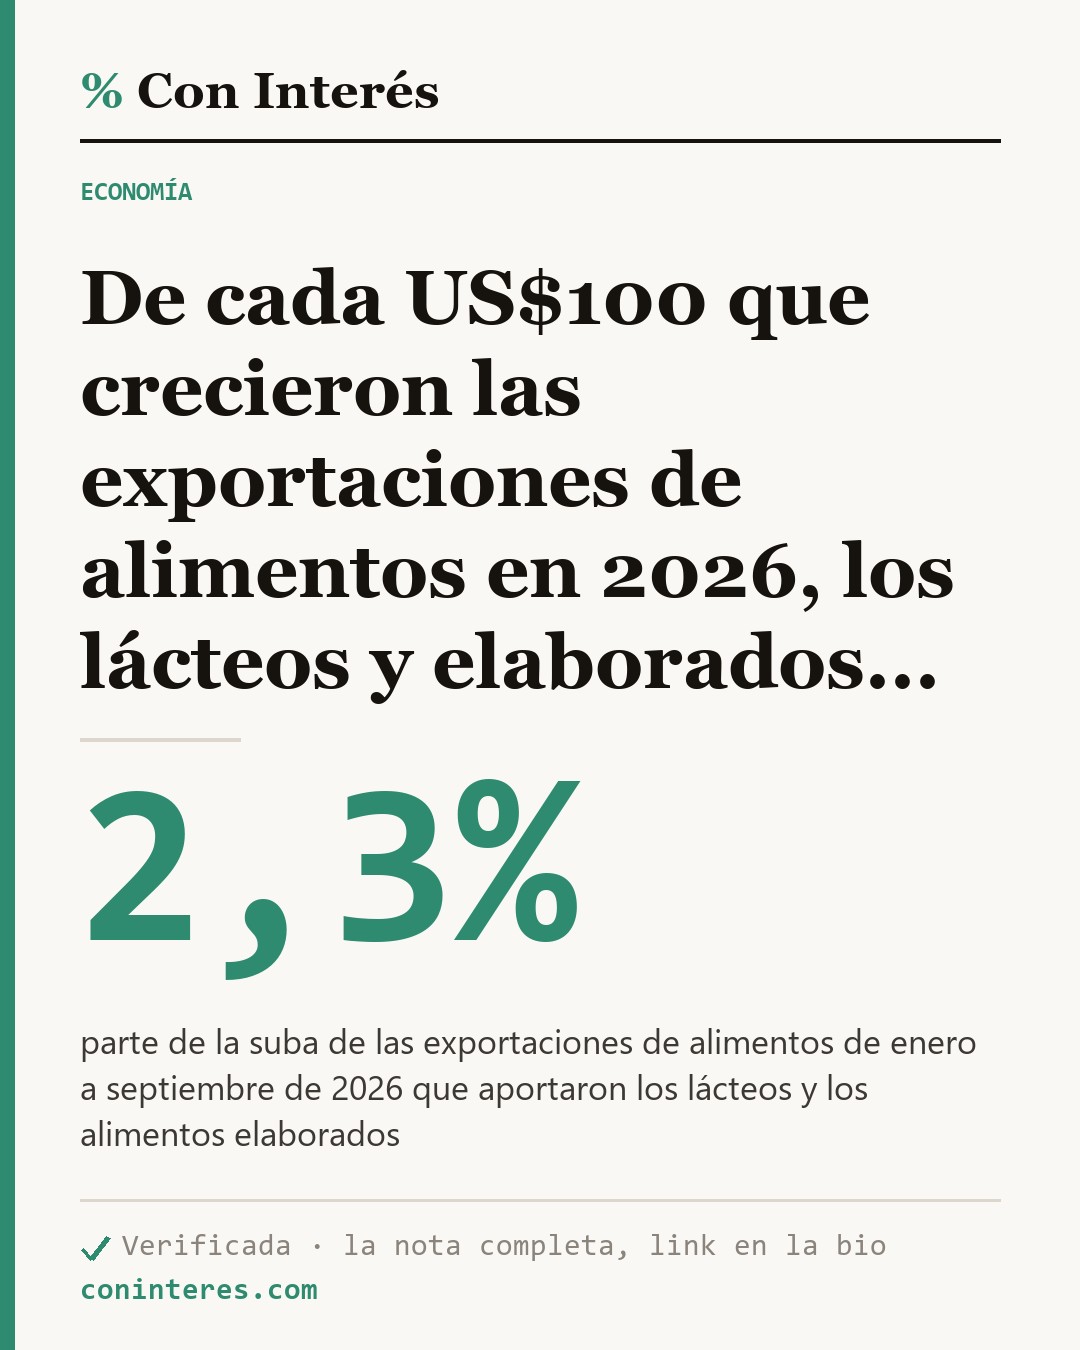 % Con Interés
ECONOMÍA
De cada US$100 que
crecieron las
exportaciones de
alimentos en 2026, los
lácteos y elaborados...
2,3%
parte de la suba de las exportaciones de alimentos de enero
a septiembre de 2026 que aportaron los lácteos y los
alimentos elaborados
Verificada · la nota completa, link en la bio
coninteres.com